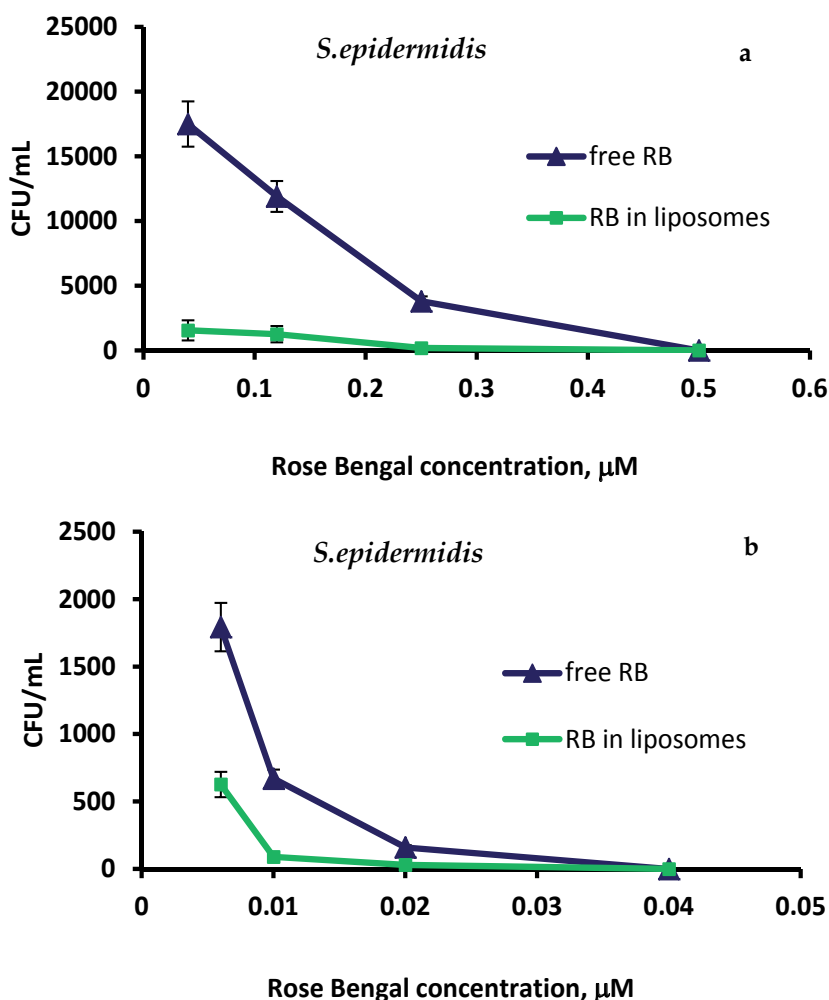 25000
S.epidermidis
a
20000
free RB
15000
RB in liposomes
10000
5000
0
CFU/mL
0 0.1 0.2 0.3 0.4 0.5 0.6
Rose Bengal concentration, μM
2500
S.epidermidis
b
2000
1500
free RB
1000
RB in liposomes
500
0
CFU/mL
0 0.01 0.02 0.03 0.04 0.05
Rose Bengal concentration, μM